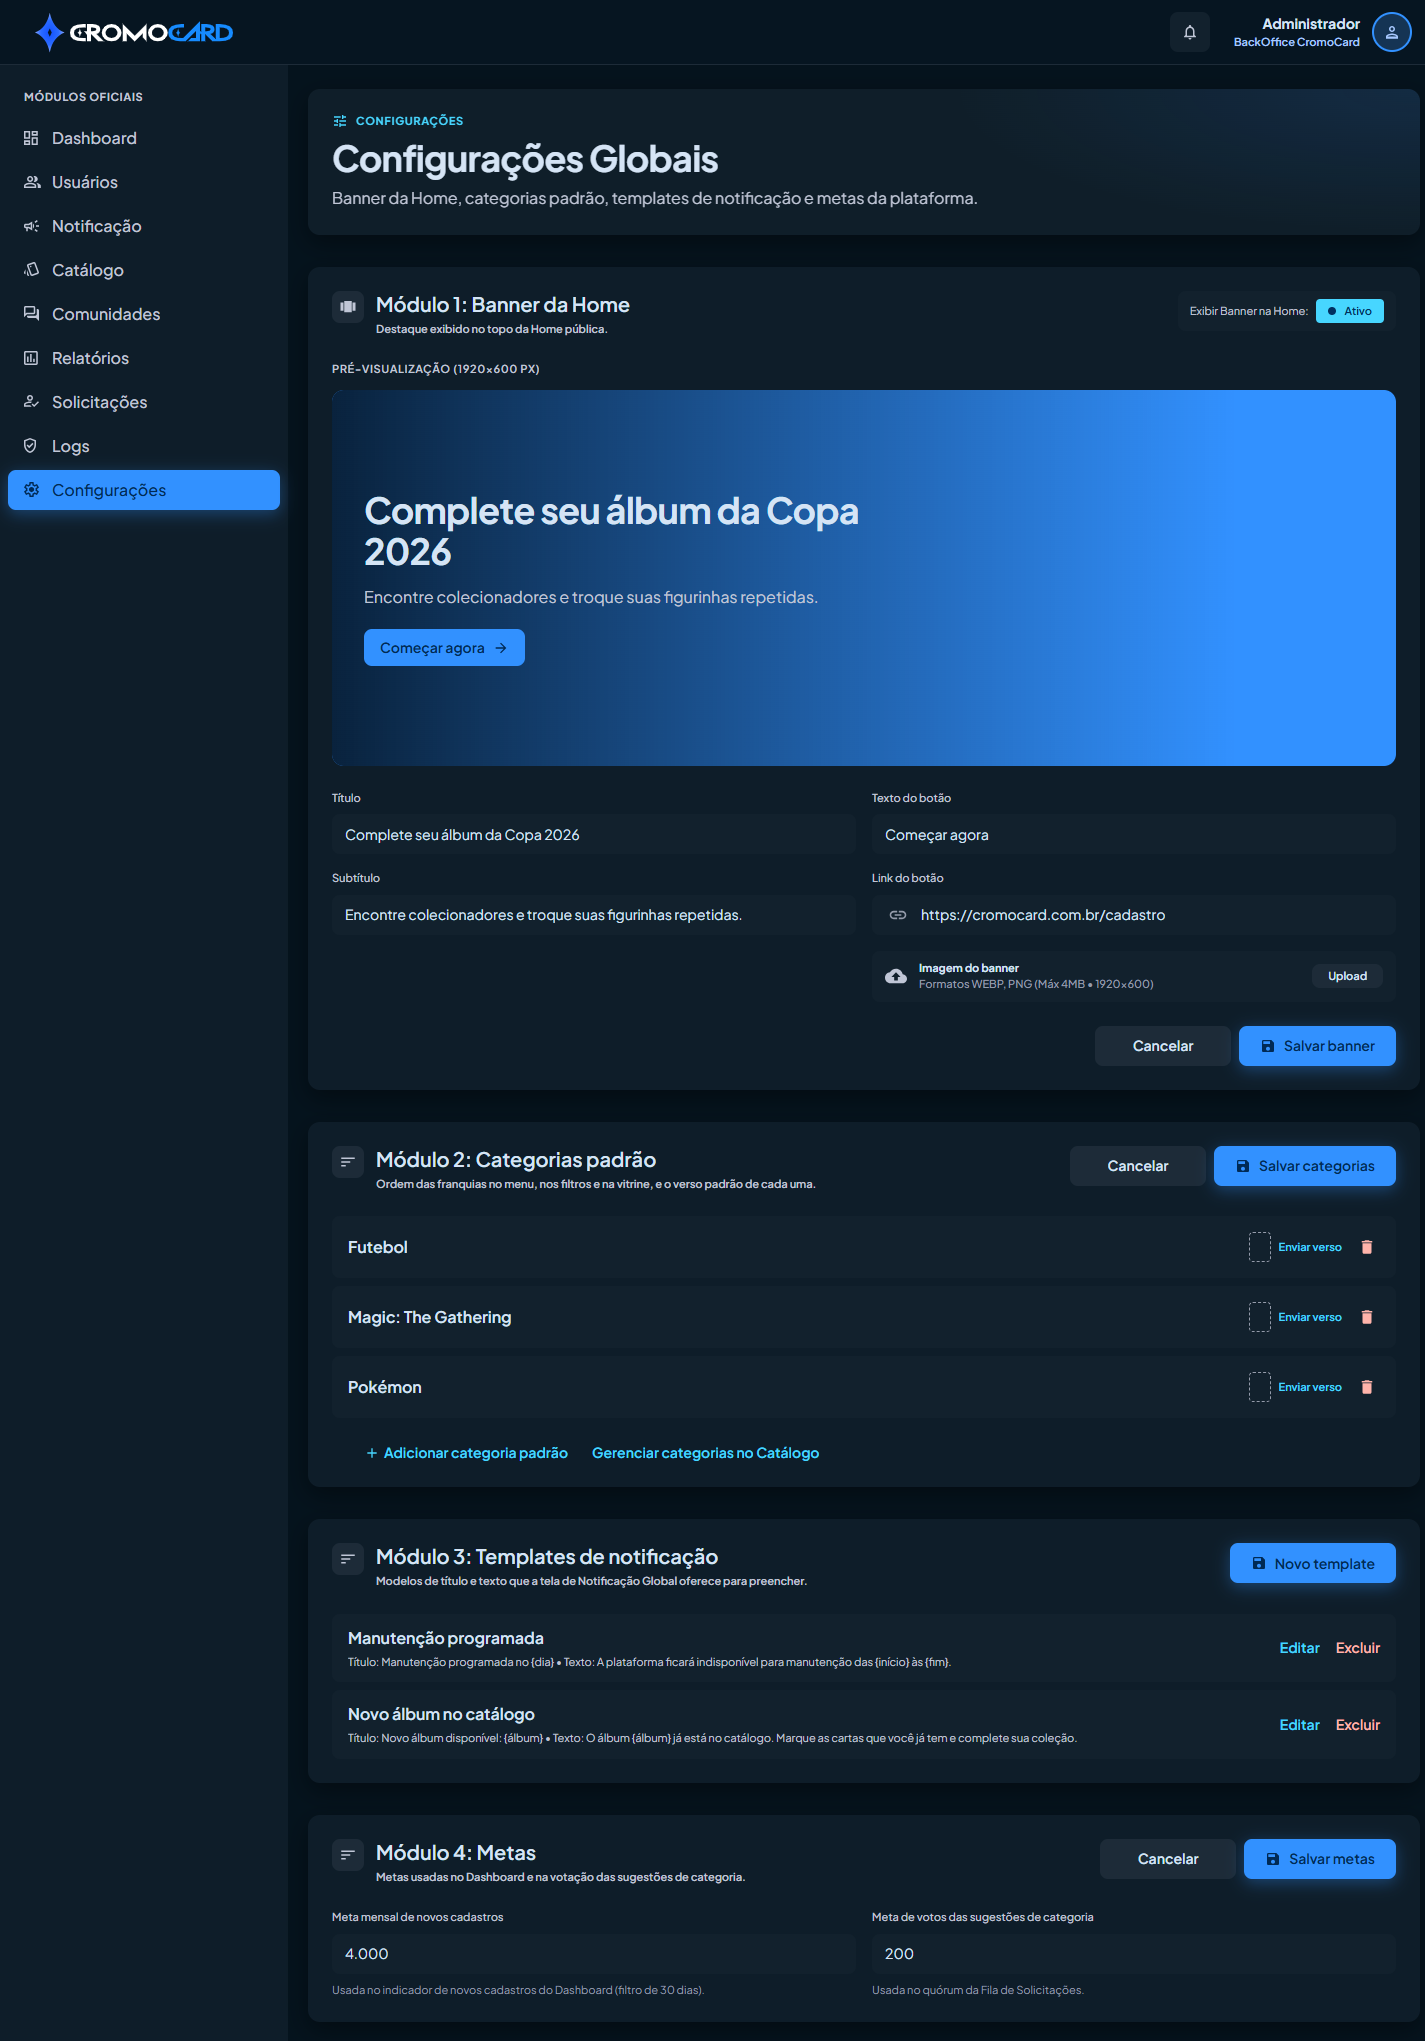 CROMOCARD
Administrador
BackOffice CromoCard
MÓDULOS OFICIAIS
Dashboard
Usuários
Notificação
Catálogo
Comunidades
Relatórios
Solicitações
Logs
Configurações
CONFIGURAÇÕES
Configurações Globais
Banner da Home, categorias padrão, templates de notificação e metas da plataforma.
Módulo 1: Banner da Home
Destaque exibido no topo da Home pública.
Exibir Banner na Home:
Ativo
PRÉ-VISUALIZAÇÃO (1920×600 PX)
Complete seu álbum da Copa
2026
Encontre colecionadores e troque suas figurinhas repetidas.
Começar agora →
Título
Complete seu álbum da Copa 2026
Texto do botão
Começar agora
Subtítulo
Encontre colecionadores e troque suas figurinhas repetidas.
Link do botão
https://cromocard.com.br/cadastro
Imagem do banner
Formatos WEBP, PNG (Máx 4MB • 1920×600)
Upload
Cancelar
Salvar banner
Módulo 2: Categorias padrão
Ordem das franquias no menu, nos filtros e na vitrine, e o verso padrão de cada uma.
Cancelar
Salvar categorias
Futebol
Enviar verso
Magic: The Gathering
Enviar verso
Pokémon
Enviar verso
+ Adicionar categoria padrão
Gerenciar categorias no Catálogo
Módulo 3: Templates de notificação
Modelos de título e texto que a tela de Notificação Global oferece para preencher.
Novo template
Manutenção programada
Título: Manutenção programada no {dia} • Texto: A plataforma ficará indisponível para manutenção das {início} às {fim}.
Editar
Excluir
Novo álbum no catálogo
Título: Novo álbum disponível: {álbum} • Texto: O álbum {álbum} já está no catálogo. Marque as cartas que você já tem e complete sua coleção.
Editar
Excluir
Módulo 4: Metas
Metas usadas no Dashboard e na votação das sugestões de categoria.
Cancelar
Salvar metas
Meta mensal de novos cadastros
4.000
Usada no indicador de novos cadastros do Dashboard (filtro de 30 dias).
Meta de votos das sugestões de categoria
200
Usada no quórum da Fila de Solicitações.